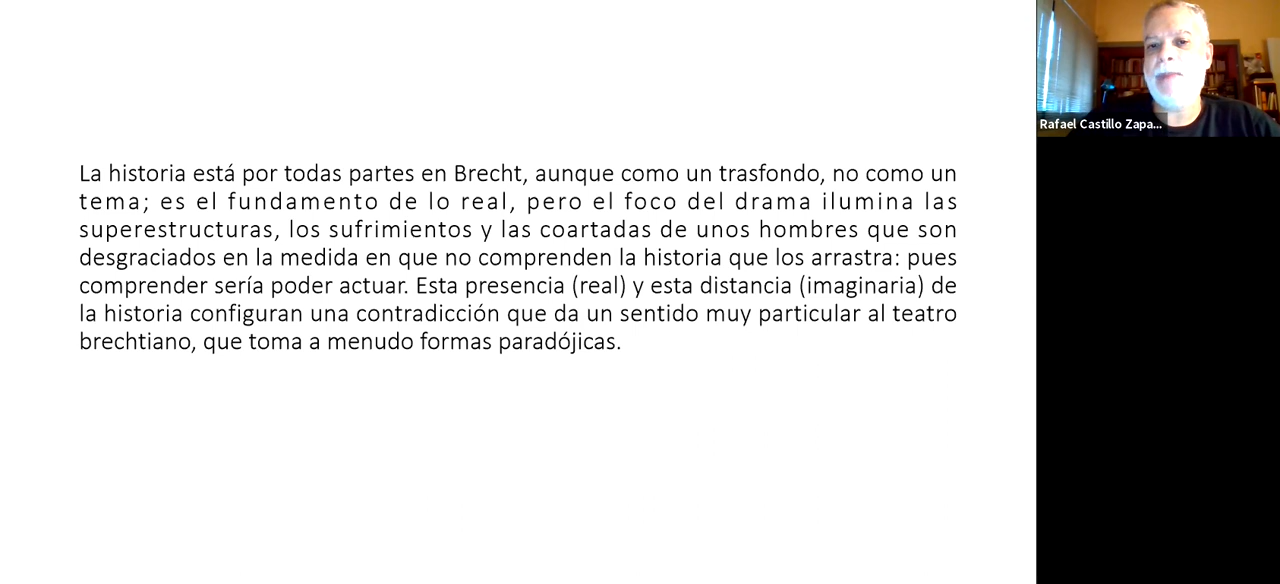 La historia está por todas partes en Brecht, aunque como un trasfondo, no como un
tema; es el fundamento de lo real, pero el foco del drama ilumina las
superestructuras, los sufrimientos y las coartadas de unos hombres que son
desgraciados en la medida en que no comprenden la historia que los arrastra: pues
comprender sería poder actuar. Esta presencia (real) y esta distancia (imaginaria) de
la historia configuran una contradicción que da un sentido muy particular al teatro
brechtiano, que toma a menudo formas paradójicas.
Rafael Castillo Zapa...